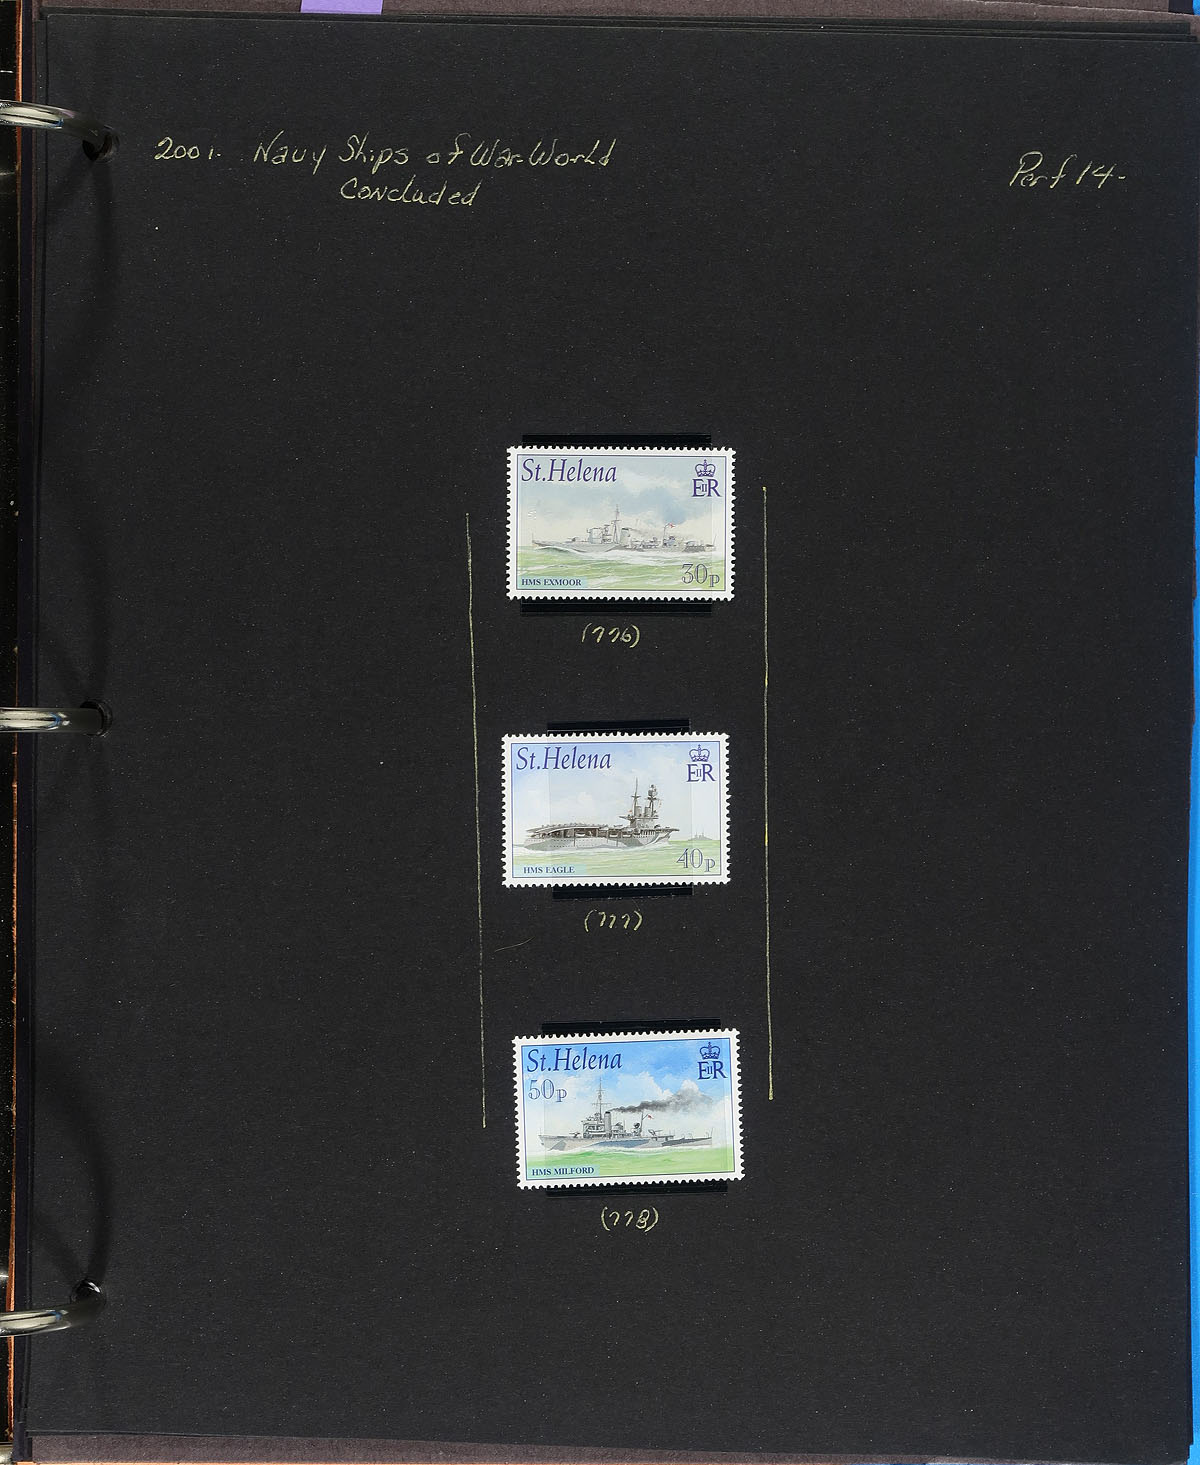 2001. Navy Ships of War-World
Concluded
Perf 14-
St.Helena
EIIR
HMS EXMOOR
30p
(776)
St.Helena
EIIR
HMS EAGLE
40p
(777)
St.Helena
EIIR
50p
HMS MILFORD
(778)